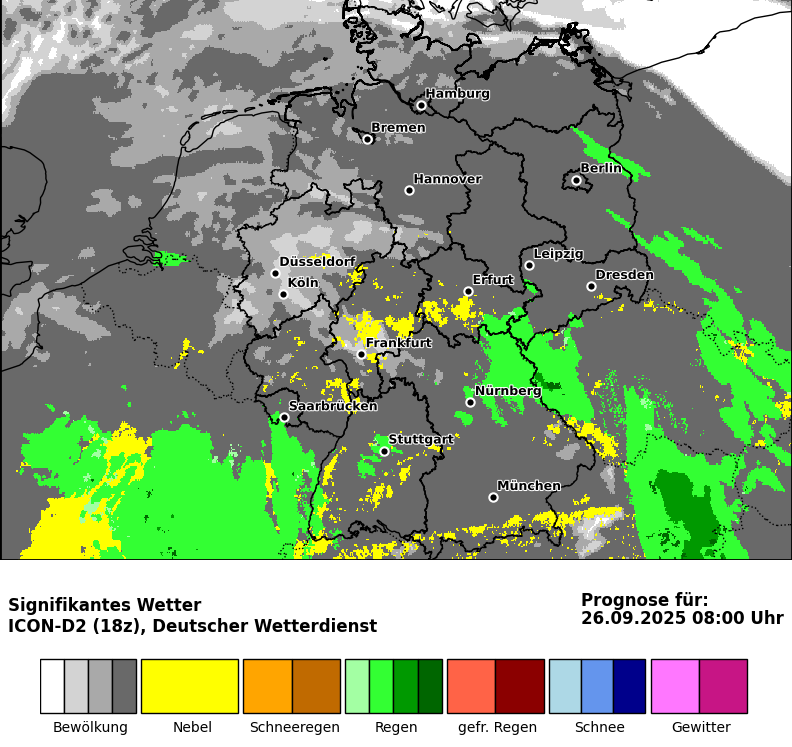 Hamburg
Bremen
Berlin
Hannover
Leipzig
Düsseldorf
Dresden
Köln
Erfurt
Frankfurt
Nürnberg
Saarbrücken
Stuttgart
München
Signifikantes Wetter
ICON-D2 (18z), Deutscher Wetterdienst
Prognose für:
26.09.2025 08:00 Uhr
Bewölkung Nebel Schneeregen Regen gefr. Regen Schnee Gewitter